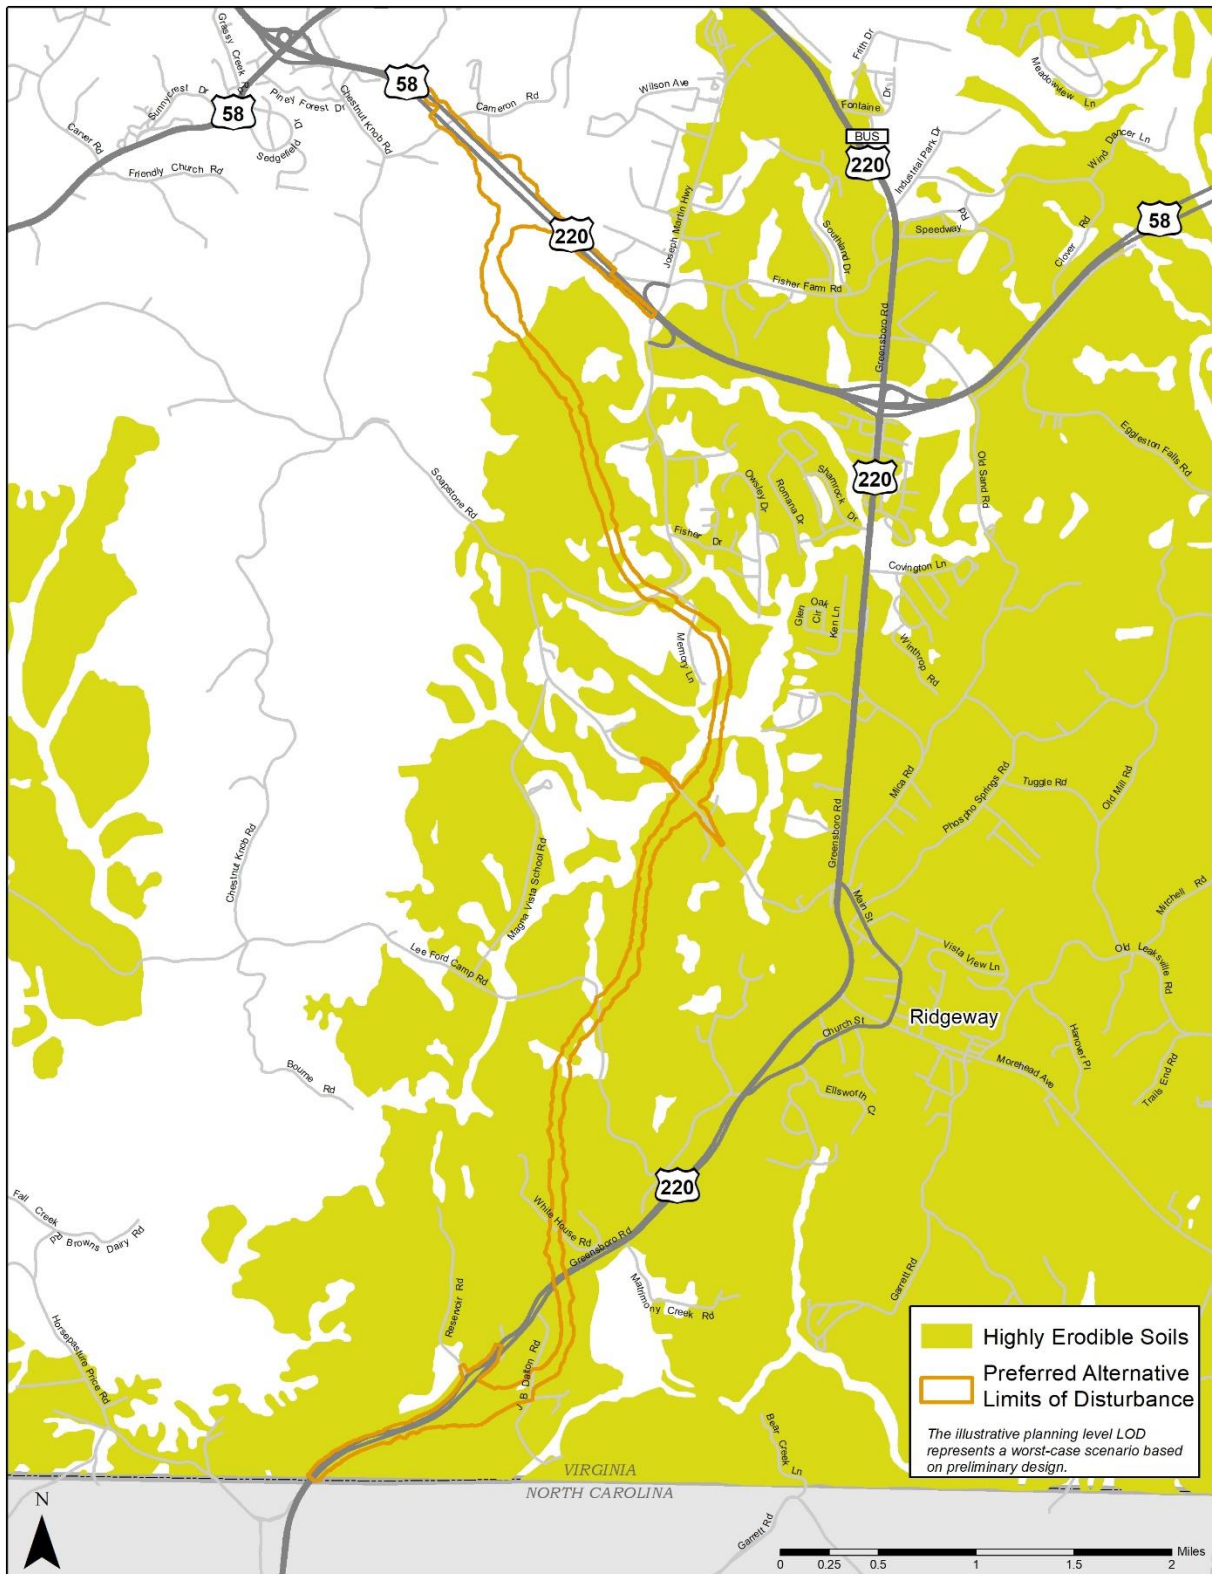 Grassy Creek Rd
58
Cameron Rd
Wilson Ave
Frith Dr
Meadowview Ln
Sunnycrest Dr
Piney Forest Dr
Chestnut Knob Rd
58
Fontaine Dr
BUS
220
Industrial Park Dr
Wind Dancer Ln
Carver Rd
Sedgefield Dr
Friendly Church Rd
220
Joseph Martin Hwy
Southland Dr
Speedway Rd
Clover Rd
58
Fisher Farm Rd
Greensboro Rd
Eggleston Falls Rd
Soapstone Rd
Owsley Dr
Romana Dr
Shamrock Dr
220
Old Sand Rd
Fisher Dr
Covington Ln
Glen Oak Cir
Ken Ln
Winthrop Rd
Memory Ln
Mica Rd
Phospho Springs Rd
Tuggle Rd
Old Mill Rd
Greensboro Rd
Chestnut Knob Rd
Magna Vista School Rd
Main St
Mitchell Rd
Lee Ford Camp Rd
Vista View Ln
Old Leaksville Rd
Ridgeway
Church St
Hanover Pl
Morehead Ave
Trails End Rd
Bourne Rd
Ellsworth Ct
220
Fall Creek Rd
Browns Dairy Rd
White House Rd
Greensboro Rd
Matrimony Creek Rd
Garrett Rd
Reservoir Rd
Horsepasture Price Rd
J B Dalton Rd
Bear Creek Ln
Highly Erodible Soils
Preferred Alternative
Limits of Disturbance
The illustrative planning level LOD
represents a worst-case scenario based
on preliminary design.
VIRGINIA
NORTH CAROLINA
N
Garrett Rd
Miles
0 0.25 0.5 1 1.5 2